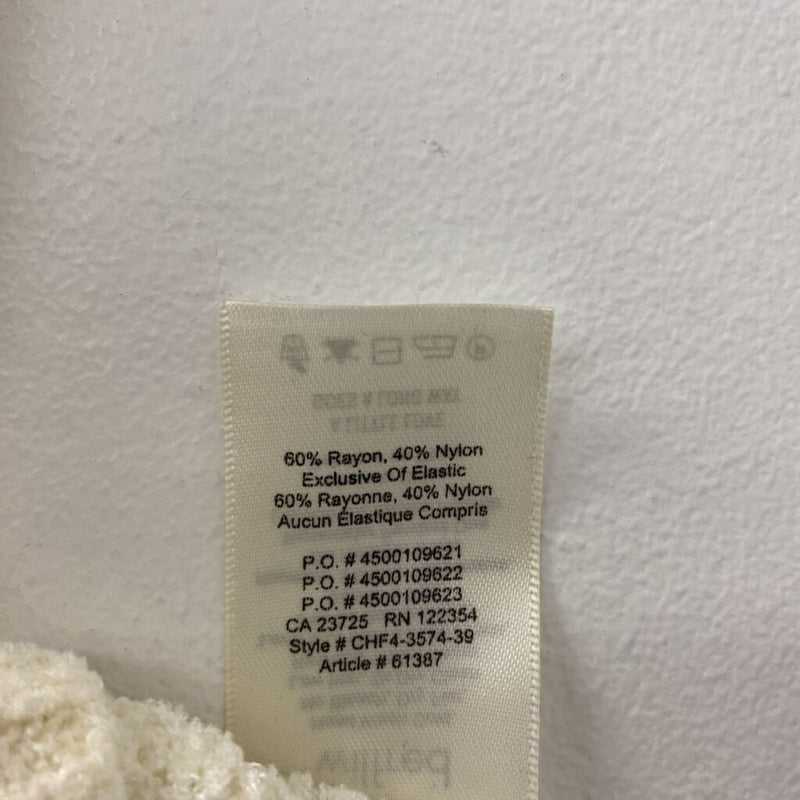 60% Rayon, 40% Nylon
Exclusive Of Elastic
60% Rayonne, 40% Nylon
Aucun Élastique Compris
P.O. # 4500109621
P.O. # 4500109622
P.O. # 4500109623
CA 23725 RN 122354
Style # CHF4-3574-39
Article # 61387
wilfred